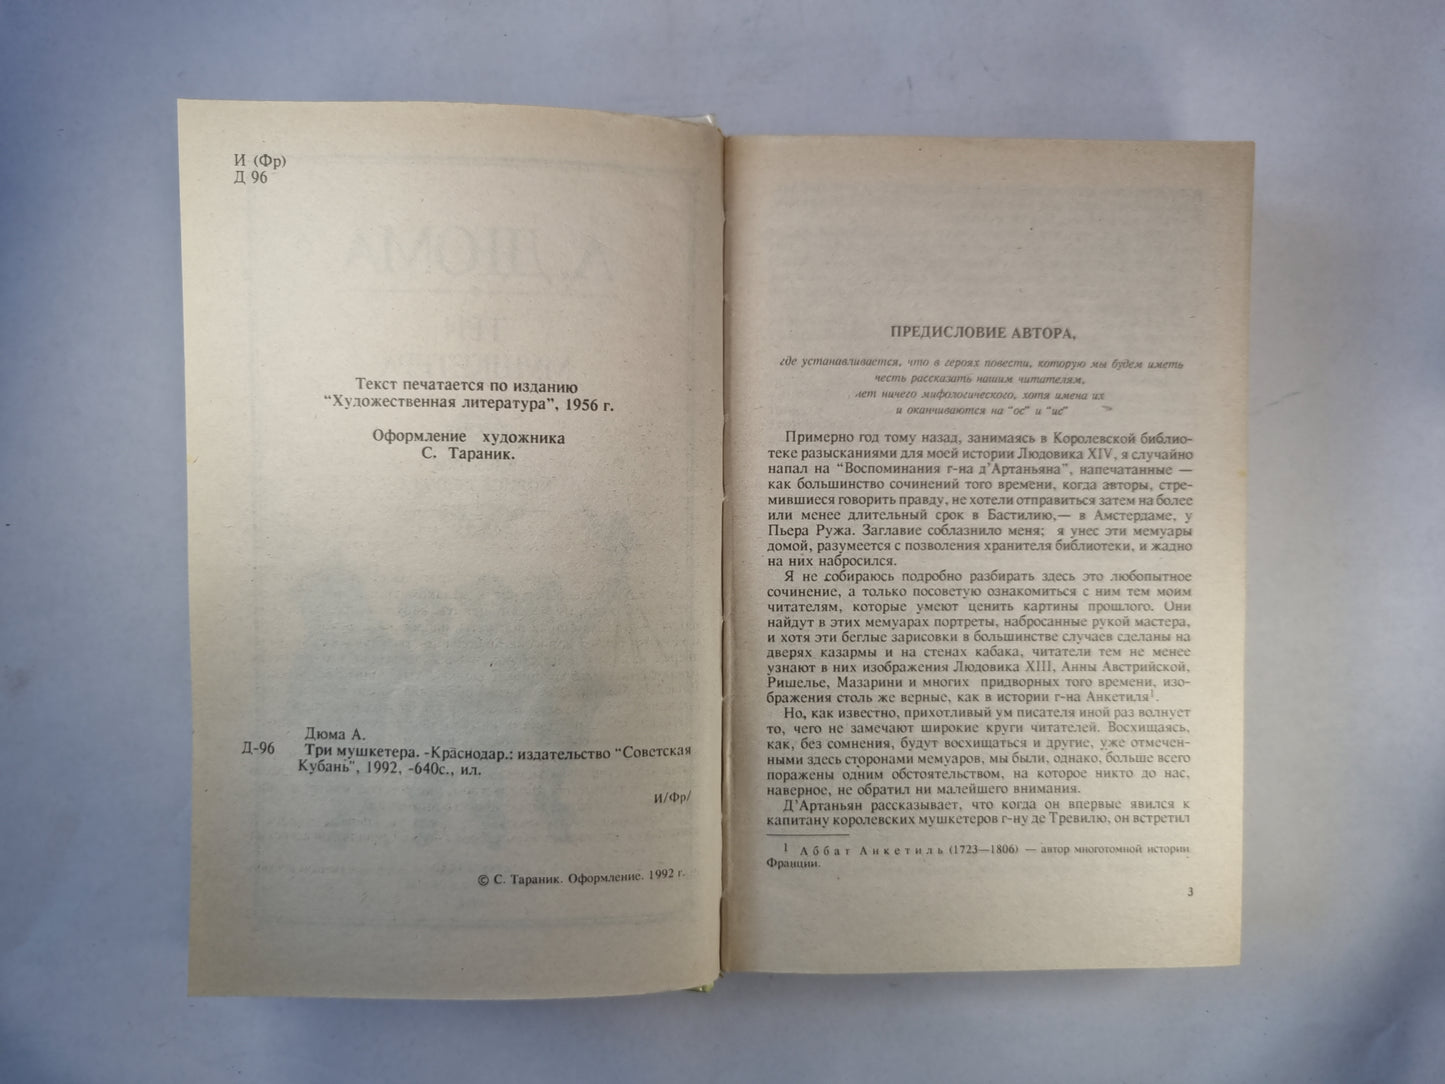 И (Фр)
Д 96
Текст печатается по изданию
“Художественная литература”, 1956 г.
Оформление художника
С. Тараник.
Дюма А.
Д-96 Три мушкетера. -Краснодар.: издательство “Советская
Кубань”, 1992, -640с., ил.
И/Фр/
© С. Тараник. Оформление. 1992 г.
ПРЕДИСЛОВИЕ АВТОРА,
где устанавливается, что в героях повести, которую мы будем иметь
честь рассказать нашим читателям,
нет ничего мифологического, хотя имена их
и оканчиваются на “ос” и “ис”
Примерно год тому назад, занимаясь в Королевской библио-
теке разысканиями для моей истории Людовика XIV, я случайно
напал на “Воспоминания г-на д’Артаньяна”, напечатанные —
как большинство сочинений того времени, когда авторы, стре-
мившиеся говорить правду, не хотели отправиться затем на более
или менее длительный срок в Бастилию,— в Амстердаме, у
Пьера Ружа. Заглавие соблазнило меня; я унес эти мемуары
домой, разумеется с позволения хранителя библиотеки, и жадно
на них набросился.
Я не собираюсь подробно разбирать здесь это любопытное
сочинение, а только посоветую ознакомиться с ним тем моим
читателям, которые умеют ценить картины прошлого. Они
найдут в этих мемуарах портреты, набросанные рукой мастера,
и хотя эти беглые зарисовки в большинстве случаев сделаны на
дверях казармы и на стенах кабака, читатели тем не менее
узнают в них изображения Людовика XIII, Анны Австрийской,
Ришелье, Мазарини и многих придворных того времени, изо-
бражения столь же верные, как в истории г-на Анкетиля¹.
Но, как известно, прихотливый ум писателя иной раз волнует
то, чего не замечают широкие круги читателей. Восхищаясь,
как, без сомнения, будут восхищаться и другие, уже отмечен-
ными здесь сторонами мемуаров, мы были, однако, больше всего
поражены одним обстоятельством, на которое никто до нас,
наверное, не обратил ни малейшего внимания.
Д’Артаньян рассказывает, что когда он впервые явился к
капитану королевских мушкетеров г-ну де Тревилю, он встретил
¹ Аббат Анкетиль (1723—1806) — автор многотомной истории
Франции.
3